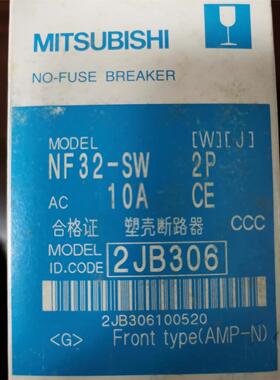 MITSUBISHI
NO-FUSE BREAKER
MODEL [W][J]
NF32-SW 2P
AC 10A CE
合格证 塑壳断路器 CCC
MODEL
ID.CODE 2JB306
2JB306100520
<G> Front type(AMP-N)